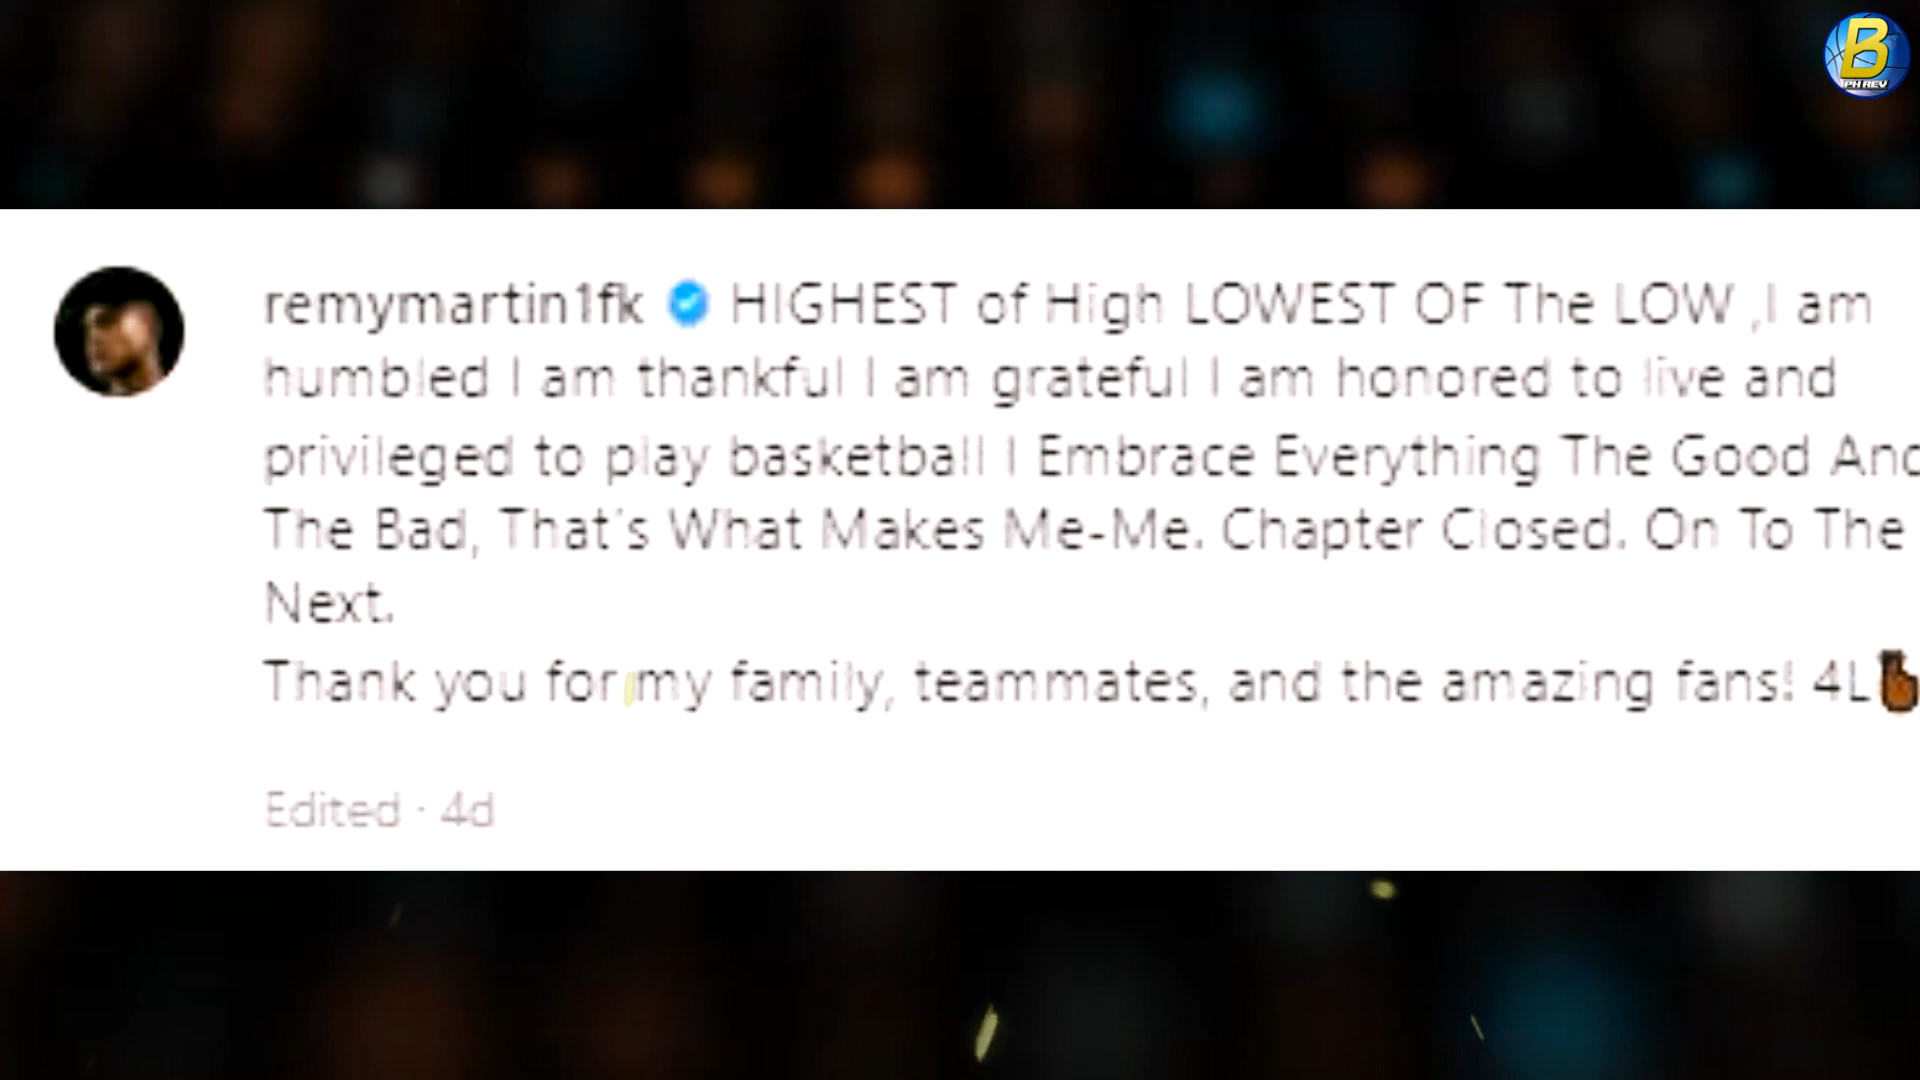 B
PH REV
remymartin1fk HIGHEST of High LOWEST OF The LOW ,I am
humbled I am thankful I am grateful I am honored to live and
privileged to play basketball I Embrace Everything The Good And
The Bad, That's What Makes Me-Me. Chapter Closed. On To The
Next.
Thank you for my family, teammates, and the amazing fans! 4L
Edited · 4d